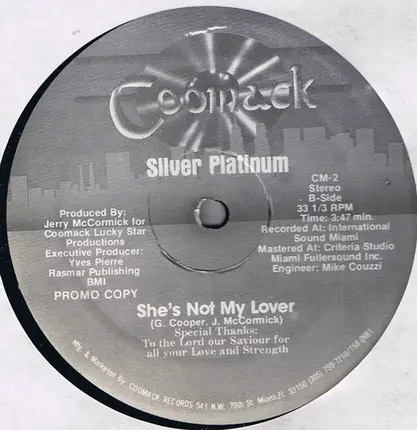 Coomack
Silver Platinum
CM-2
Stereo
B-Side
33 1/3 RPM
Time: 3:47 min.
Recorded At: International
Sound Miami
Mastered At: Criteria Studio
Miami Fullersound Inc.
Engineer: Mike Couzzi
Produced By:
Jerry McCormick for
Coomack Lucky Star
Productions
Executive Producer:
Yves Pierre
Rasmar Publishing
BMI
PROMO COPY
She's Not My Lover
(G. Cooper, J. McCormick)
Special Thanks:
To the Lord our Saviour for
all your Love and Strength
Mfg. & Marketed By: COOMACK RECORDS 541 N.W. 79th St. Miami, Fl. 33150 (305)